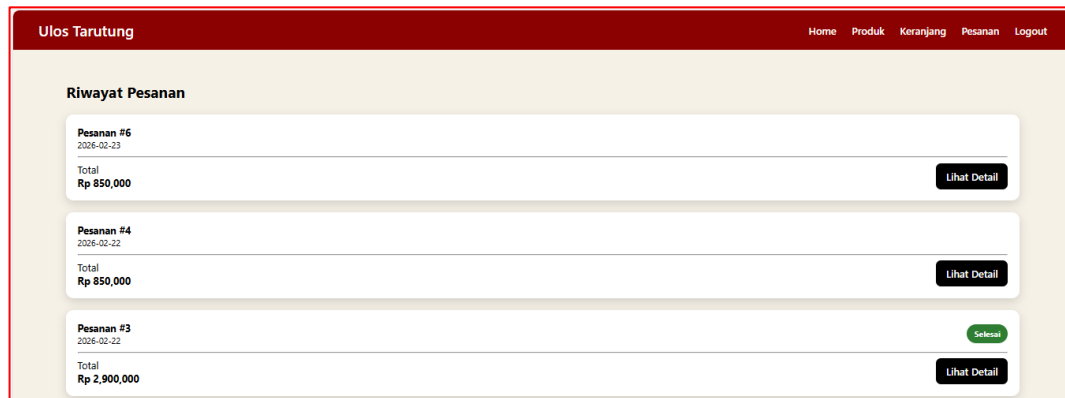 Ulos Tarutung
Home Produk Keranjang Pesanan Logout
Riwayat Pesanan
Pesanan #6
2026-02-23
Total
Rp 850,000
Lihat Detail
Pesanan #4
2026-02-22
Total
Rp 850,000
Lihat Detail
Pesanan #3
2026-02-22
Selesai
Total
Rp 2,900,000
Lihat Detail